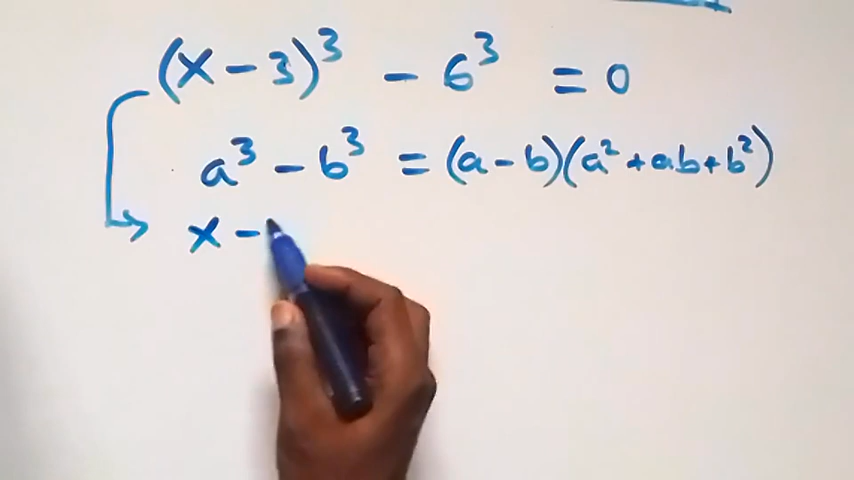 (x - 3)³ - 6³ = 0
a³ - b³ = (a - b)(a² + ab + b²)
x -